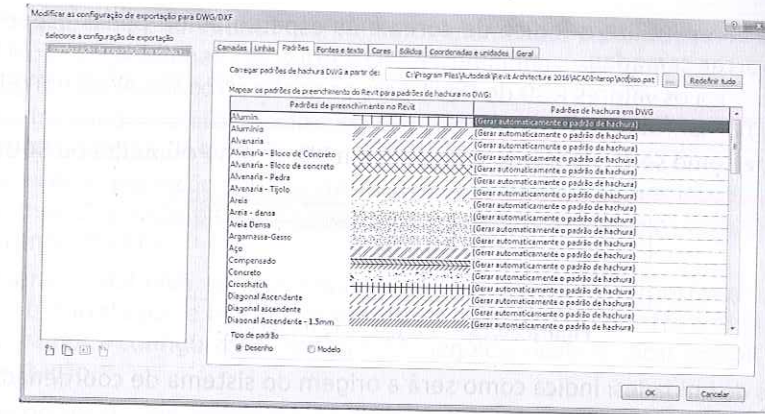 Modificar as configuração de exportação para DWG/DXF
Selecione a configuração de exportação
Camadas Linhas Padrões Fontes e texto Cores Sólidos Coordenadas e unidades Geral
Carregar padrões de hachura DWG a partir de: C:\Program Files\Autodesk\Revit Architecture 2016\ACADInterop\acdbiso.pat ... Redefinir tudo
Mapear os padrões de preenchimento do Revit para padrões de hachura no DWG:
Padrões de preenchimento no Revit Padrões de hachura em DWG
Alumin. {Gerar automaticamente o padrão de hachura}
Alumínio {Gerar automaticamente o padrão de hachura}
Alvenaria {Gerar automaticamente o padrão de hachura}
Alvenaria - Bloco de Concreto {Gerar automaticamente o padrão de hachura}
Alvenaria - Bloco de concreto {Gerar automaticamente o padrão de hachura}
Alvenaria - Pedra {Gerar automaticamente o padrão de hachura}
Alvenaria - Tijolo {Gerar automaticamente o padrão de hachura}
Areia {Gerar automaticamente o padrão de hachura}
Areia - densa {Gerar automaticamente o padrão de hachura}
Areia Densa {Gerar automaticamente o padrão de hachura}
Argamassa-Gesso {Gerar automaticamente o padrão de hachura}
Aço {Gerar automaticamente o padrão de hachura}
Compensado {Gerar automaticamente o padrão de hachura}
Concreto {Gerar automaticamente o padrão de hachura}
Crosshatch {Gerar automaticamente o padrão de hachura}
Diagonal Ascendente {Gerar automaticamente o padrão de hachura}
Diagonal ascendente {Gerar automaticamente o padrão de hachura}
Diagonal Ascendente - 1.5mm {Gerar automaticamente o padrão de hachura}
Tipo de padrão
Desenho Modelo
OK Cancelar